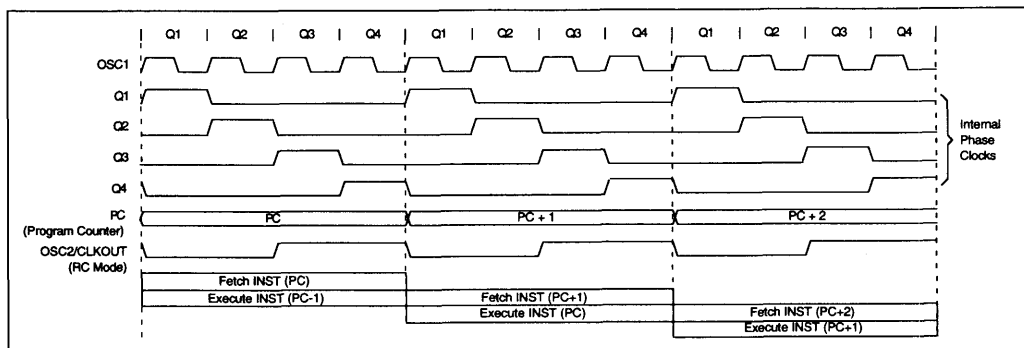 | Q1 | Q2 | Q3 | Q4 | Q1 | Q2 | Q3 | Q4 | Q1 | Q2 | Q3 | Q4 |
OSC1
Q1
Q2
Q3
Q4
Internal
Phase
Clocks
PC
(Program Counter)
PC
PC + 1
PC + 2
OSC2/CLKOUT
(RC Mode)
Fetch INST (PC)
Execute INST (PC-1)
Fetch INST (PC+1)
Execute INST (PC)
Fetch INST (PC+2)
Execute INST (PC+1)